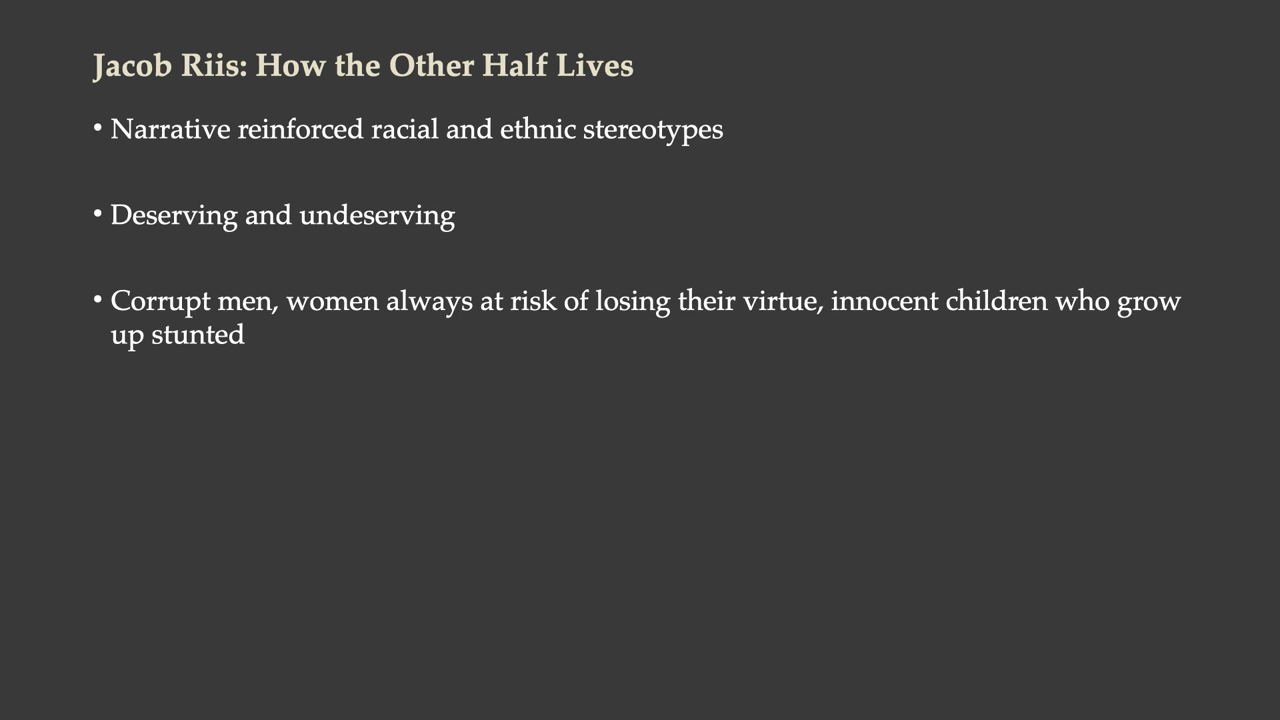 Jacob Riis: How the Other Half Lives
• Narrative reinforced racial and ethnic stereotypes
• Deserving and undeserving
• Corrupt men, women always at risk of losing their virtue, innocent children who grow
up stunted